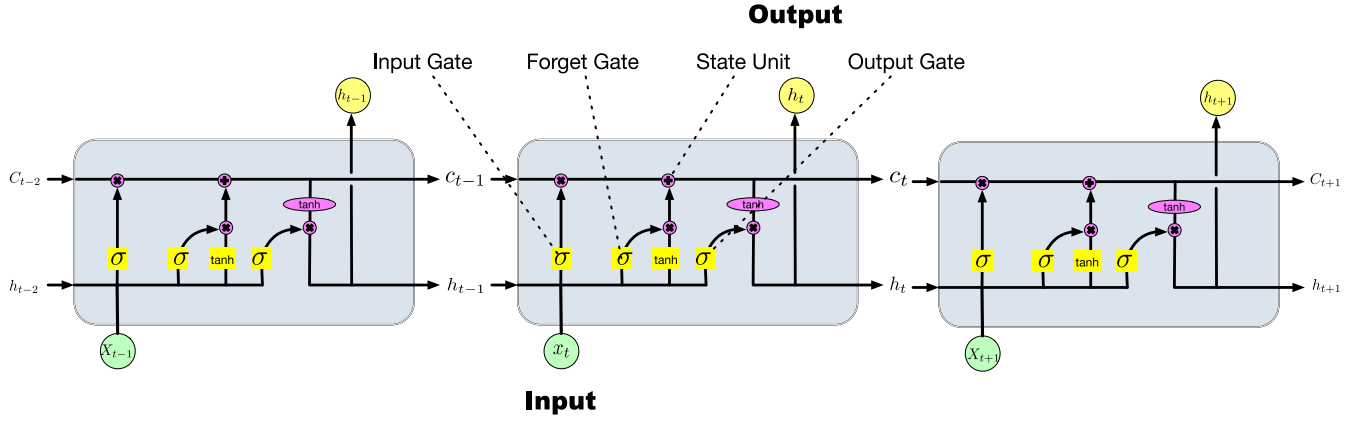 Output
Input Gate Forget Gate State Unit Output Gate
h_{t-1} h_t h_{t+1}
C_{t-2} c_{t-1} c_t C_{t+1}
tanh tanh tanh
σ σ tanh σ σ σ tanh σ σ σ tanh σ
h_{t-2} h_{t-1} h_t h_{t+1}
X_{t-1} x_t X_{t+1}
Input